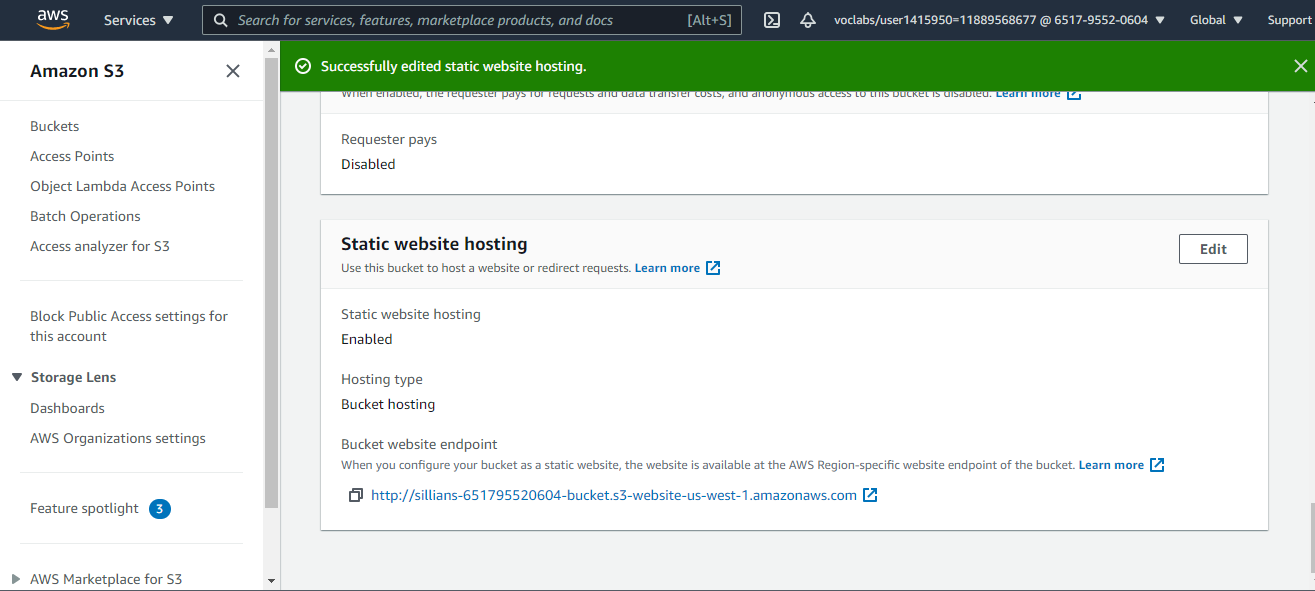 aws
Services
Search for services, features, marketplace products, and docs
[Alt+S]
voclabs/user1415950=11889568677 @ 6517-9552-0604
Global
Support
Amazon S3
Buckets
Access Points
Object Lambda Access Points
Batch Operations
Access analyzer for S3
Block Public Access settings for
this account
Storage Lens
Dashboards
AWS Organizations settings
Feature spotlight 3
AWS Marketplace for S3
Successfully edited static website hosting.
When enabled, the requester pays for requests and data transfer costs, and anonymous access to this bucket is disabled. Learn more
Requester pays
Disabled
Static website hosting
Edit
Use this bucket to host a website or redirect requests. Learn more
Static website hosting
Enabled
Hosting type
Bucket hosting
Bucket website endpoint
When you configure your bucket as a static website, the website is available at the AWS Region-specific website endpoint of the bucket. Learn more
http://sillians-651795520604-bucket.s3-website-us-west-1.amazonaws.com